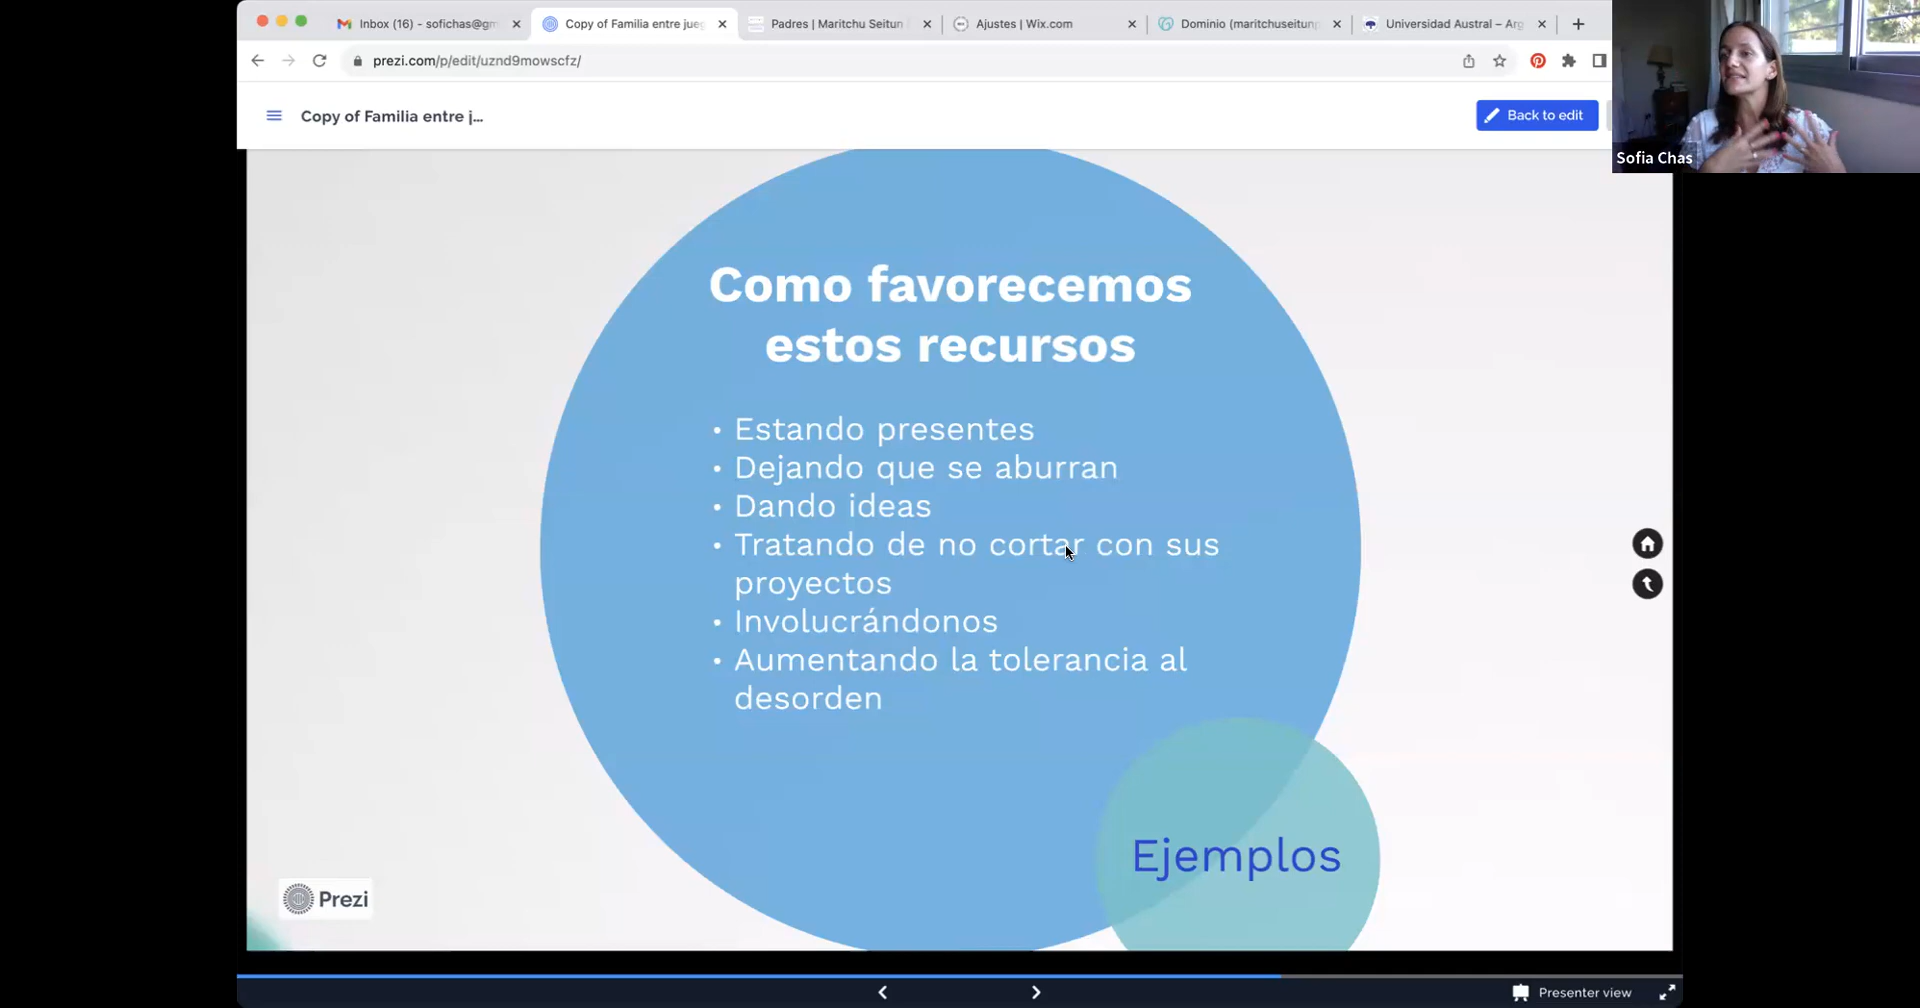 Inbox (16) - sofichas@gm
Copy of Familia entre jueg
Padres | Maritchu Seitun
Ajustes | Wix.com
Dominio (maritchuseitunp
Universidad Austral – Arg
prezi.com/p/edit/uznd9mowscfz/
Copy of Familia entre j...
Back to edit
Sofia Chas
Como favorecemos
estos recursos
• Estando presentes
• Dejando que se aburran
• Dando ideas
• Tratando de no cortar con sus
proyectos
• Involucrándonos
• Aumentando la tolerancia al
desorden
Ejemplos
Prezi
Presenter view